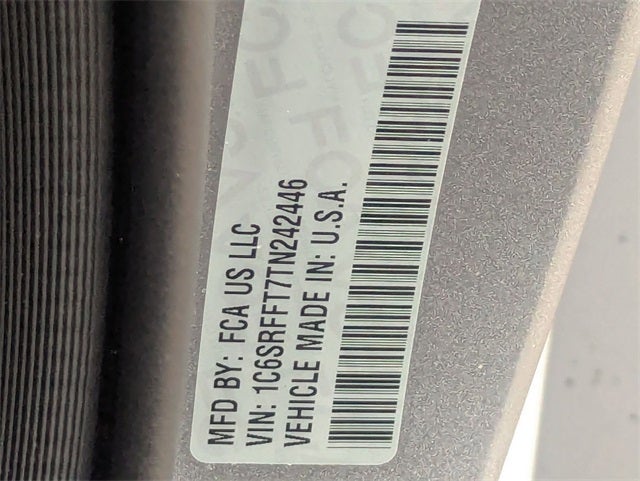 MFD BY: FCA US LLC
VIN: 1C6SRFFT7TN242446
VEHICLE MADE IN: U.S.A.